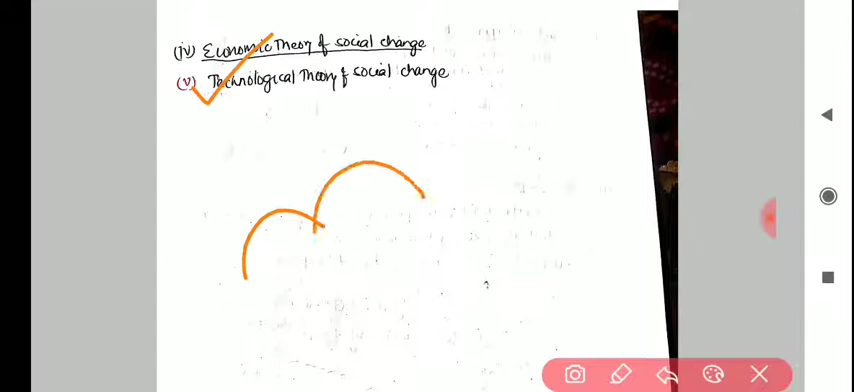 (iv) Economic Theory of social change
(v) Technological Theory of social change